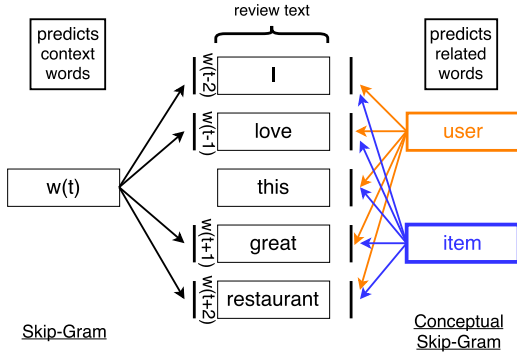 review text
predicts
context
words
predicts
related
words
w(t-2)
I
w(t-1)
love
user
w(t)
this
w(t+1)
great
item
w(t+2)
restaurant
Skip-Gram
Conceptual
Skip-Gram